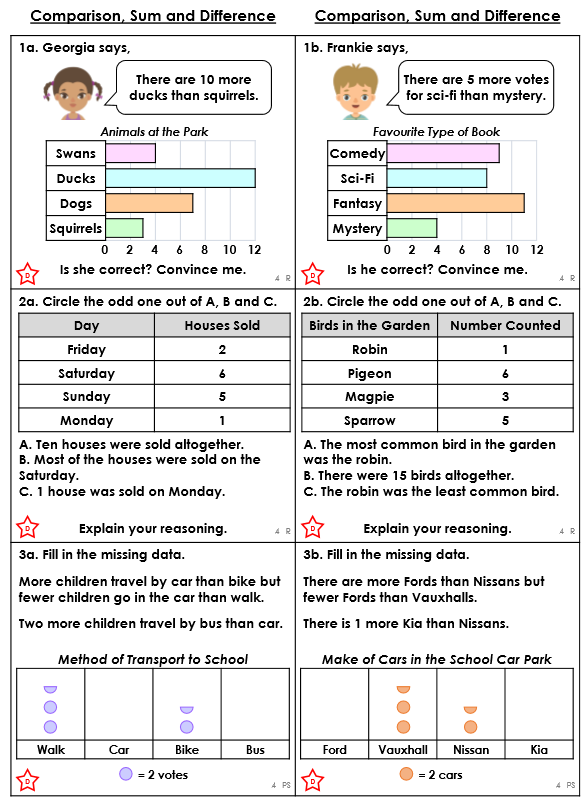 Comparison, Sum and Difference
Comparison, Sum and Difference
1a. Georgia says,
There are 10 more
ducks than squirrels.
Animals at the Park
Swans
Ducks
Dogs
Squirrels
0 2 4 6 8 10 12
Is she correct? Convince me.
D
4 R
1b. Frankie says,
There are 5 more votes
for sci-fi than mystery.
Favourite Type of Book
Comedy
Sci-Fi
Fantasy
Mystery
0 2 4 6 8 10 12
Is he correct? Convince me.
D
4 R
2a. Circle the odd one out of A, B and C.
Day Houses Sold
Friday 2
Saturday 6
Sunday 5
Monday 1
A. Ten houses were sold altogether.
B. Most of the houses were sold on the
Saturday.
C. 1 house was sold on Monday.
D
Explain your reasoning.
4 R
2b. Circle the odd one out of A, B and C.
Birds in the Garden Number Counted
Robin 1
Pigeon 6
Magpie 3
Sparrow 5
A. The most common bird in the garden
was the robin.
B. There were 15 birds altogether.
C. The robin was the least common bird.
D
Explain your reasoning.
4 R
3a. Fill in the missing data.
More children travel by car than bike but
fewer children go in the car than walk.
Two more children travel by bus than car.
Method of Transport to School
Walk Car Bike Bus
D
= 2 votes
4 PS
3b. Fill in the missing data.
There are more Fords than Nissans but
fewer Fords than Vauxhalls.
There is 1 more Kia than Nissans.
Make of Cars in the School Car Park
Ford Vauxhall Nissan Kia
D
= 2 cars
4 PS